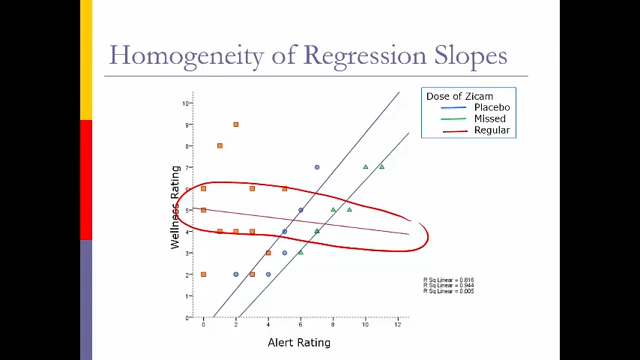 Homogeneity of Regression Slopes
Dose of Zicam
Placebo
Missed
Regular
Wellness Rating
10
9
8
7
6
5
4
3
2
1
0
0
2
4
6
8
10
12
Alert Rating
R Sq Linear = 0.816
R Sq Linear = 0.944
R Sq Linear = 0.005